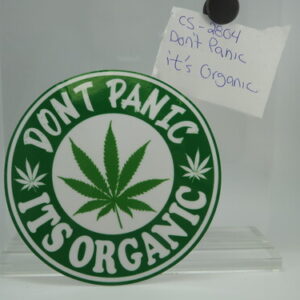 CS-2804
Don't Panic
it's Organic
DONT PANIC
ITS ORGANIC